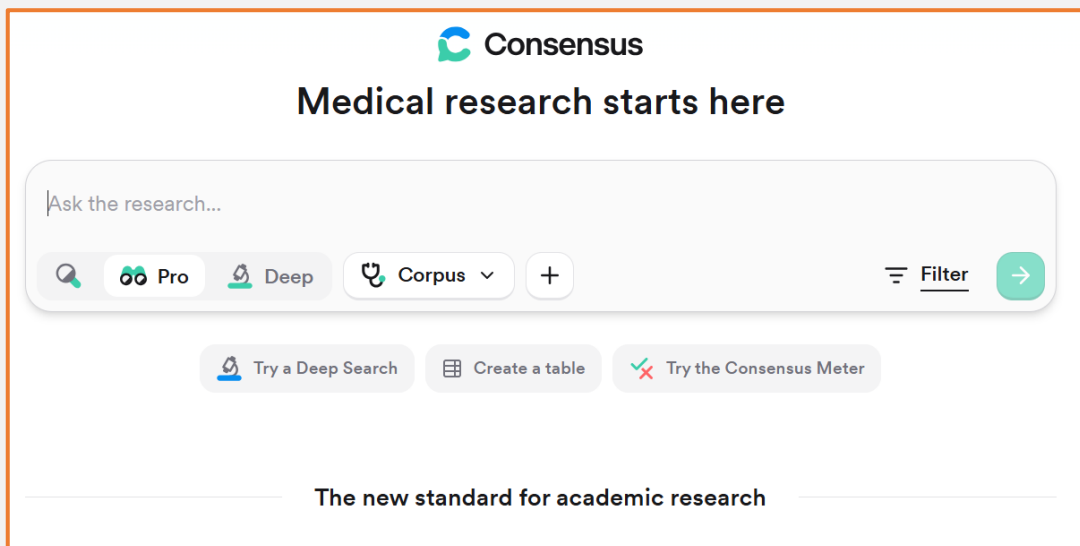 Consensus
Medical research starts here
Ask the research...
Pro Deep Corpus Filter
Try a Deep Search Create a table Try the Consensus Meter
The new standard for academic research